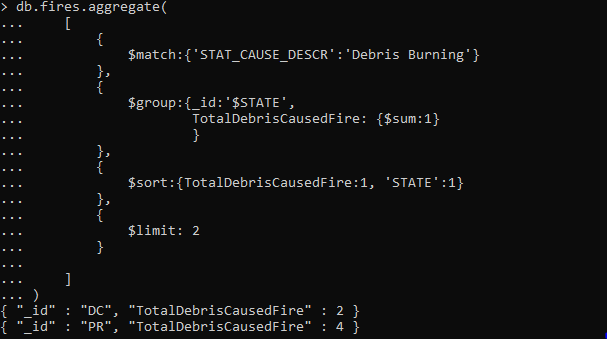 > db.fires.aggregate(
...     [
...         {
...             $match:{'STAT_CAUSE_DESCR':'Debris Burning'}
...         },
...         {
...             $group:{_id:'$STATE',
...                     TotalDebrisCausedFire: {$sum:1}
...                     }
...         },
...         {
...             $sort:{TotalDebrisCausedFire:1, 'STATE':1}
...         },
...         {
...             $limit: 2
...         }
...
...     ]
... )
{ "_id" : "DC", "TotalDebrisCausedFire" : 2 }
{ "_id" : "PR", "TotalDebrisCausedFire" : 4 }